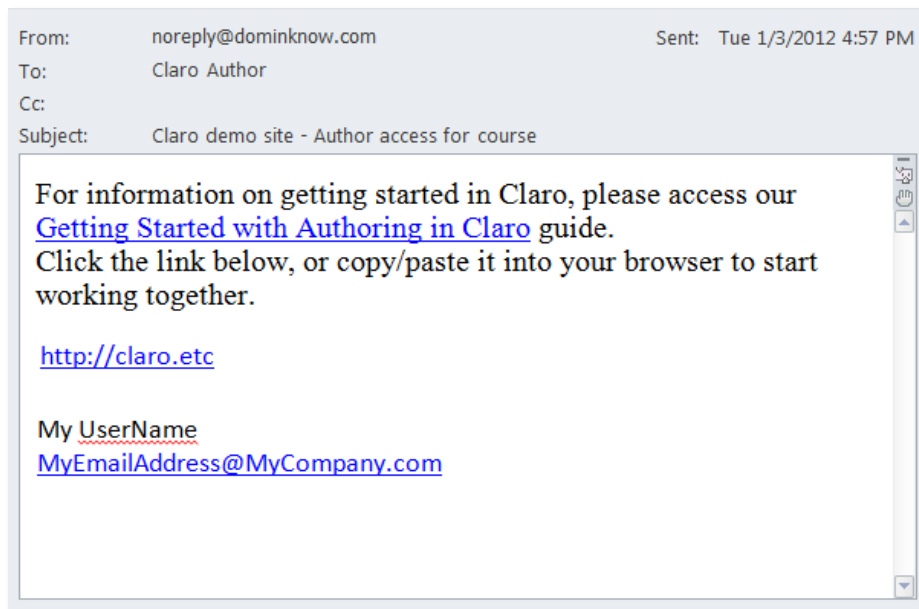 From: noreply@dominknow.com Sent: Tue 1/3/2012 4:57 PM
To: Claro Author
Cc:
Subject: Claro demo site - Author access for course
For information on getting started in Claro, please access our
Getting Started with Authoring in Claro guide.
Click the link below, or copy/paste it into your browser to start
working together.
http://claro.etc
My UserName
MyEmailAddress@MyCompany.com